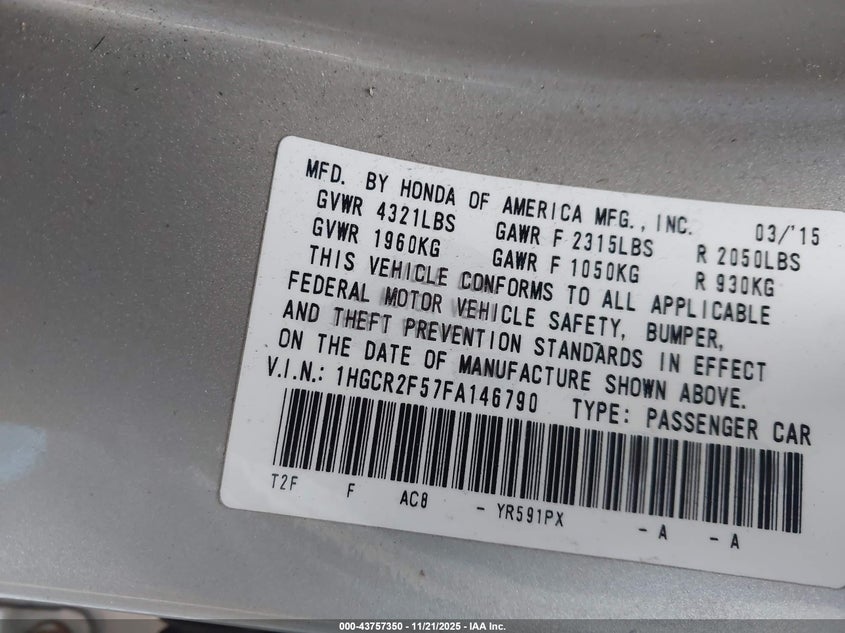 MFD. BY HONDA OF AMERICA MFG., INC. 03/'15
GVWR 4321LBS GAWR F 2315LBS R 2050LBS
GVWR 1960KG GAWR F 1050KG R 930KG
THIS VEHICLE CONFORMS TO ALL APPLICABLE
FEDERAL MOTOR VEHICLE SAFETY, BUMPER,
AND THEFT PREVENTION STANDARDS IN EFFECT
ON THE DATE OF MANUFACTURE SHOWN ABOVE.
V.I.N.: 1HGCR2F57FA146790 TYPE: PASSENGER CAR
T2F F AC8 - YR591PX - A - A
000-43757350 - 11/21/2025 - IAA Inc.